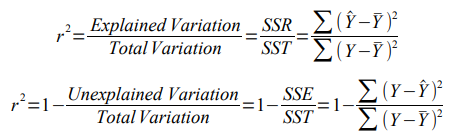 r²=Explained Variation/Total Variation=SSR/SST=∑(Ŷ−Ȳ)²/∑(Y−Ȳ)²
r²=1−Unexplained Variation/Total Variation=1−SSE/SST=1−∑(Y−Ŷ)²/∑(Y−Ȳ)²